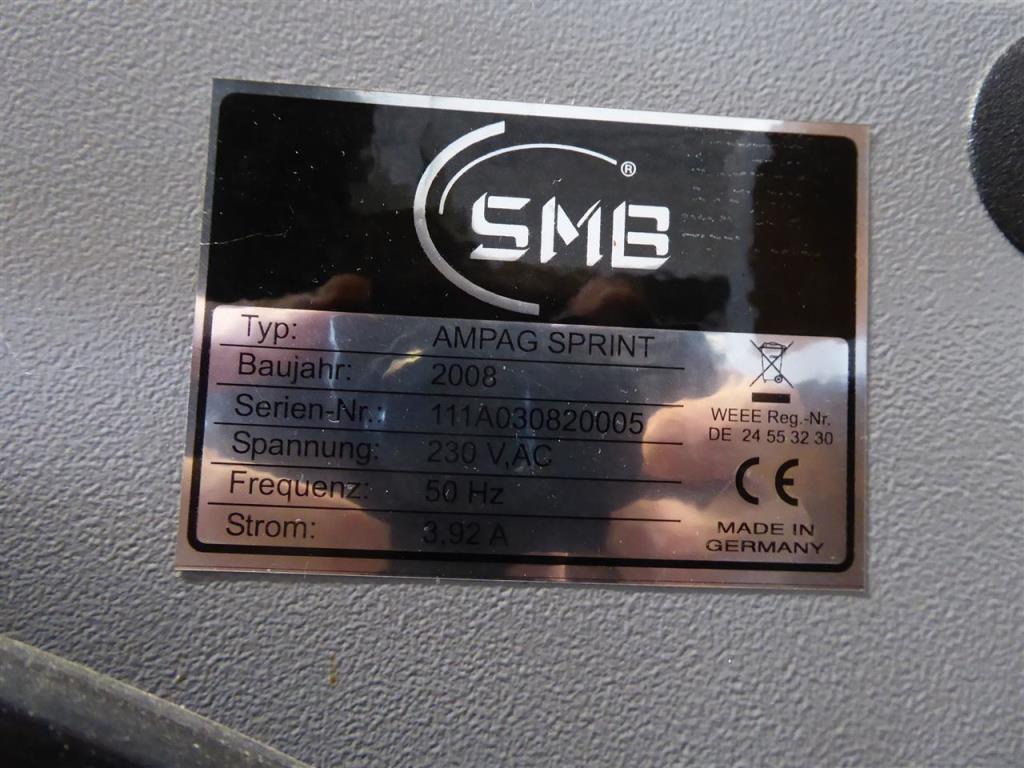 ®
SMB
Typ: AMPAG SPRINT
Baujahr: 2008
Serien-Nr.: 111A030820005
Spannung: 230 V,AC
Frequenz: 50 Hz
Strom: 3,92 A
WEEE Reg.-Nr.
DE 24 55 32 30
CE
MADE IN
GERMANY